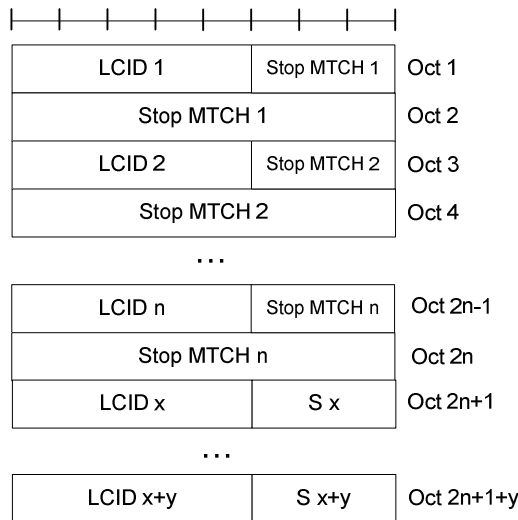 LCID 1 Stop MTCH 1 Oct 1
Stop MTCH 1 Oct 2
LCID 2 Stop MTCH 2 Oct 3
Stop MTCH 2 Oct 4
...
LCID n Stop MTCH n Oct 2n-1
Stop MTCH n Oct 2n
LCID x S x Oct 2n+1
...
LCID x+y S x+y Oct 2n+1+y